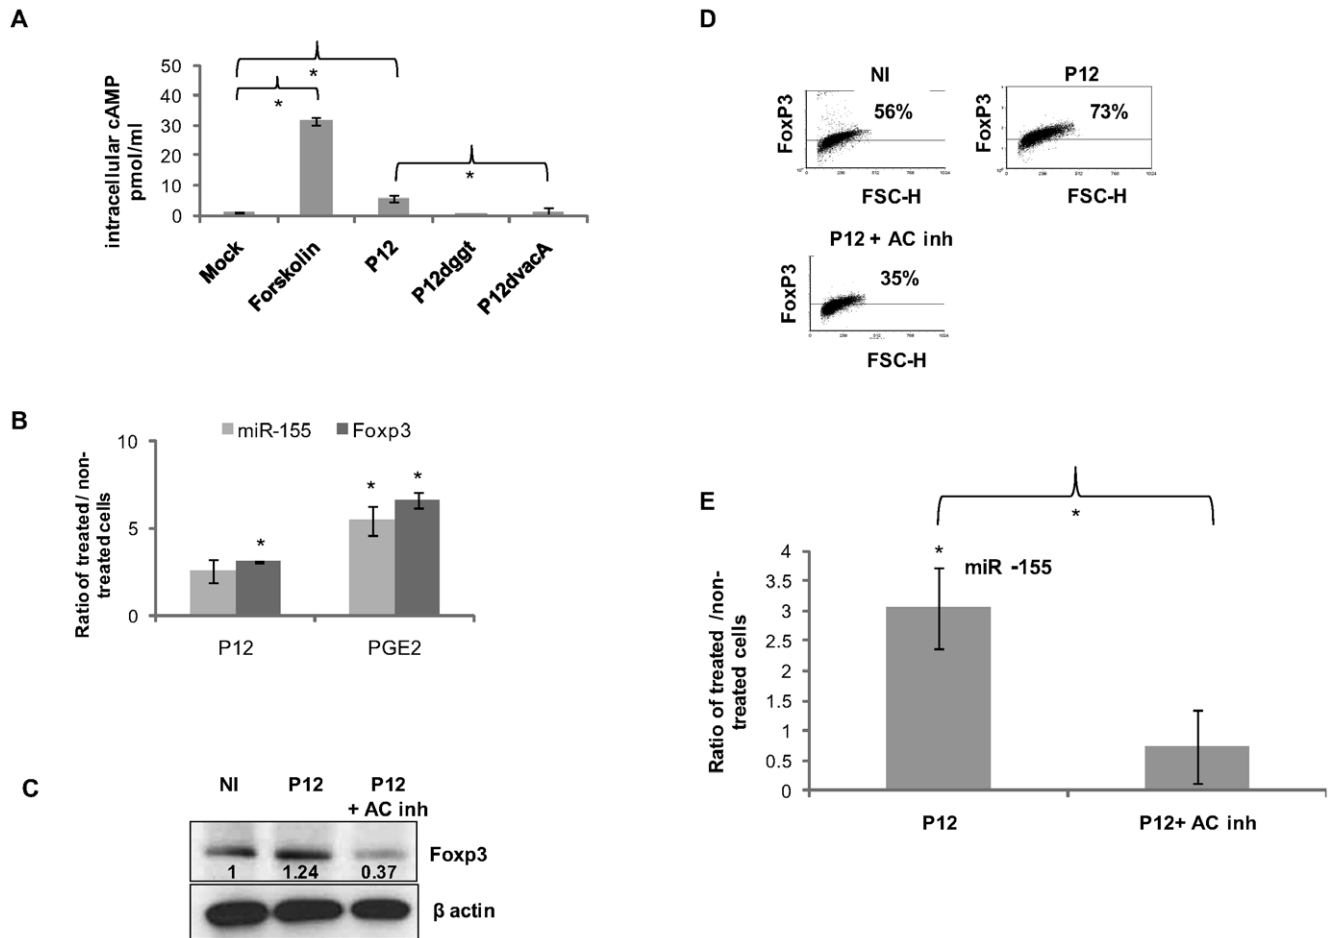 A
intracellular cAMP
pmol/ml
50
40
30
20
10
0
*
*
*
Mock
Forskolin
P12
P12dggt
P12dvacA
B
miR-155
Foxp3
Ratio of treated / non-
treated cells
10
5
0
*
*
*
P12
PGE2
C
NI
P12
P12
+ AC inh
1
1.24
0.37
Foxp3
β actin
D
NI
FoxP3
56%
FSC-H
P12
FoxP3
73%
FSC-H
P12 + AC inh
FoxP3
35%
FSC-H
E
*
*
miR -155
Ratio of treated /non-
treated cells
4
3.5
3
2.5
2
1.5
1
0.5
0
P12
P12+ AC inh